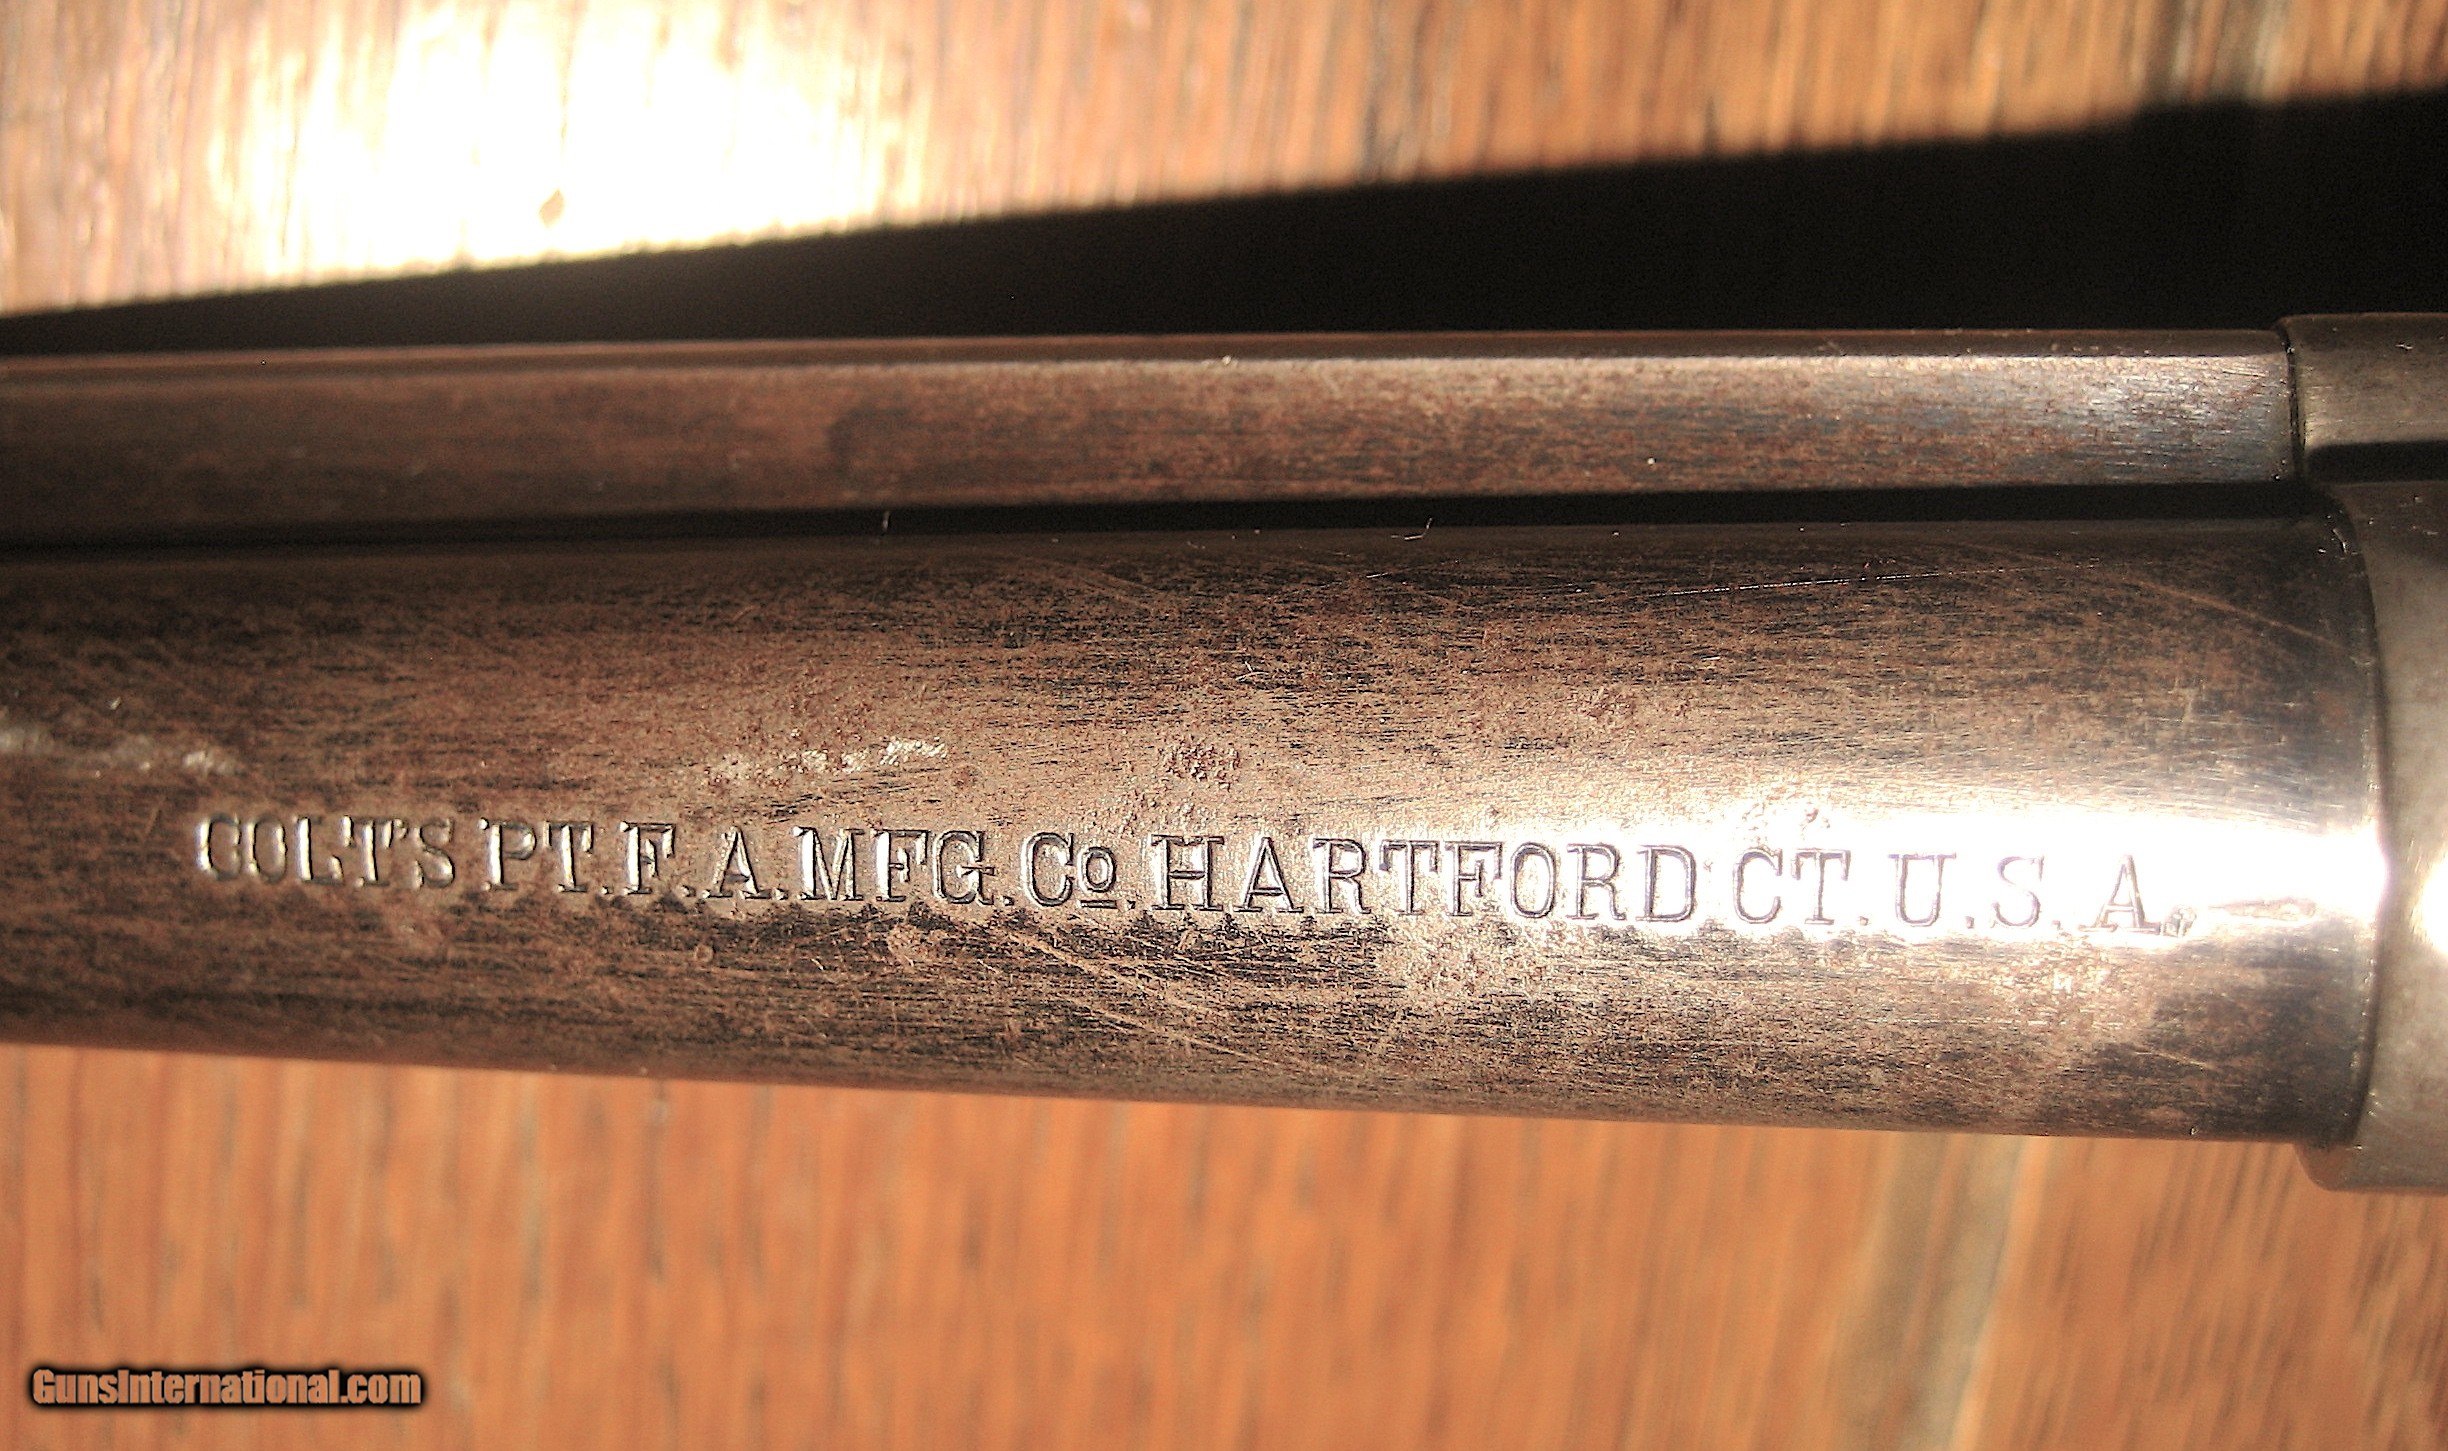 COLT'S PT. F. A. MFG. Co. HARTFORD CT. U. S. A.
GunsInternational.com